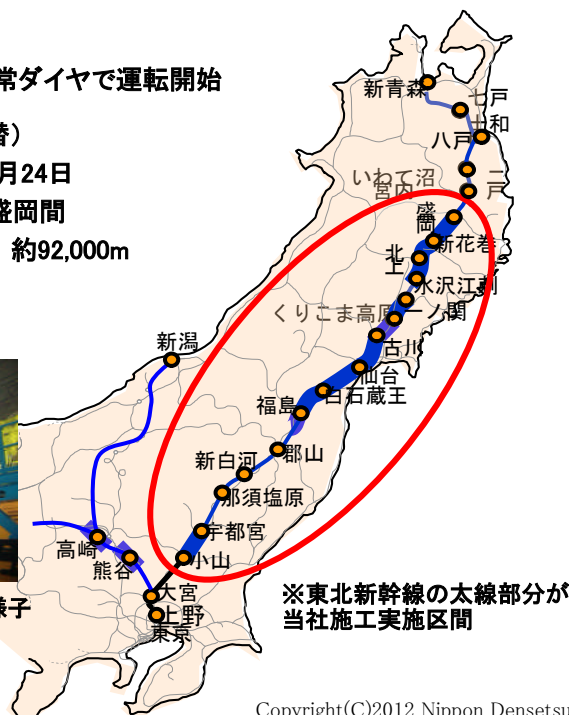 常ダイヤで運転開始
替）
月24日
盛岡間
約92,000m
新青森
七戸
十和
八戸
二戸
いわて沼
宮内
盛岡
新花巻
北上
水沢江刺
一ノ関
くりこま高原
古川
仙台
白石蔵王
福島
郡山
新白河
那須塩原
宇都宮
小山
新潟
高崎
熊谷
大宮
上野
東京
様子
※東北新幹線の太線部分が
当社施工実施区間
Copyright(C)2012 Nippon Densetsu